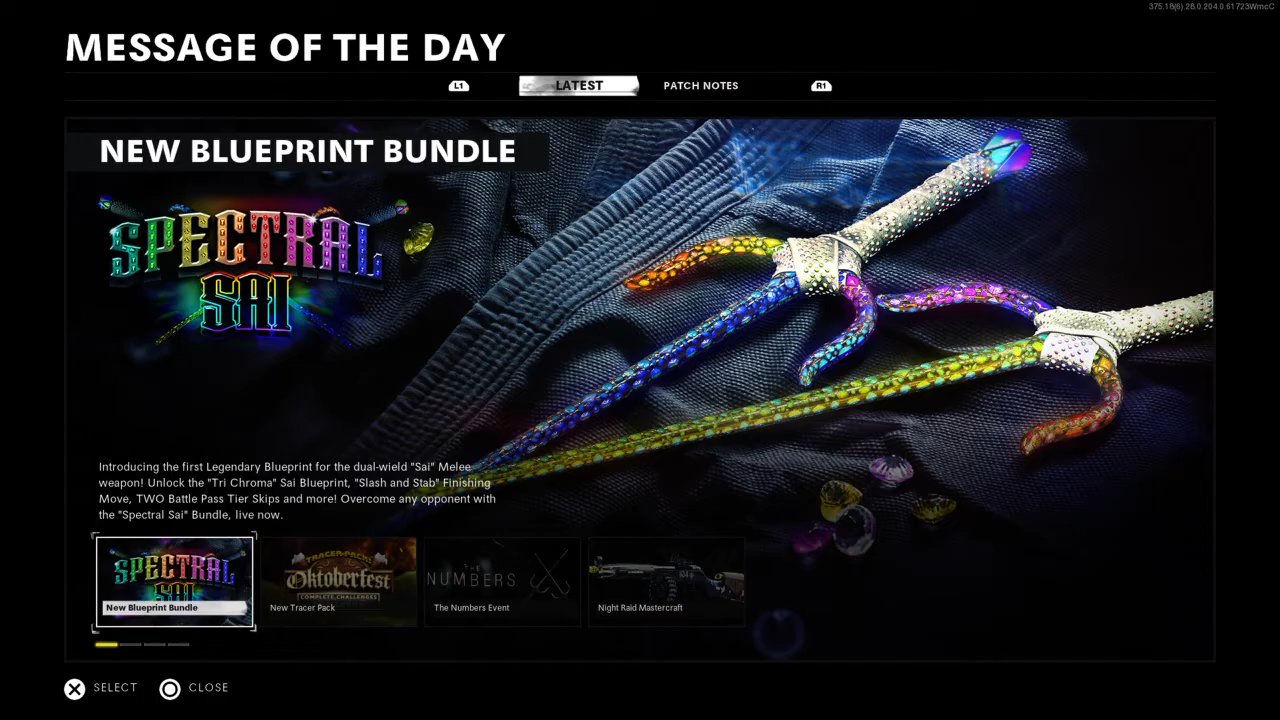 375.18(6).28.0.204.0.61723WmcC
MESSAGE OF THE DAY
L1
LATEST
PATCH NOTES
R1
NEW BLUEPRINT BUNDLE
SPECTRAL
SAI
Introducing the first Legendary Blueprint for the dual-wield "Sai" Melee
weapon! Unlock the "Tri Chroma" Sai Blueprint, "Slash and Stab" Finishing
Move, TWO Battle Pass Tier Skips and more! Overcome any opponent with
the "Spectral Sai" Bundle, live now.
SPECTRAL
SAI
New Blueprint Bundle
TRACER PACK:
Oktoberfest
COMPLETE CHALLENGES
New Tracer Pack
THE
NUMBERS
The Numbers Event
Night Raid Mastercraft
SELECT
CLOSE